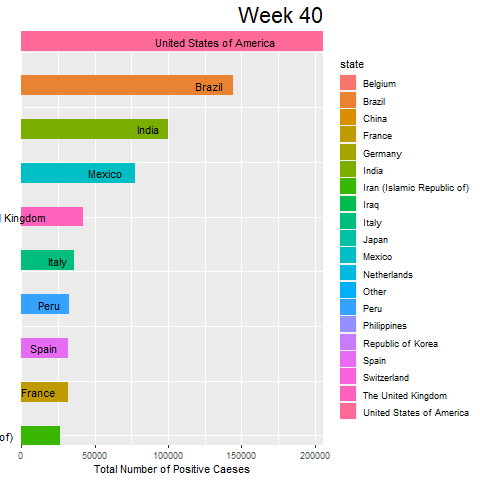 Week 40
United States of America
Brazil
India
Mexico
l Kingdom
Italy
Peru
Spain
France
of)
0
50000
100000
150000
200000
Total Number of Positive Caeses
state
Belgium
Brazil
China
France
Germany
India
Iran (Islamic Republic of)
Iraq
Italy
Japan
Mexico
Netherlands
Other
Peru
Philippines
Republic of Korea
Spain
Switzerland
The United Kingdom
United States of America